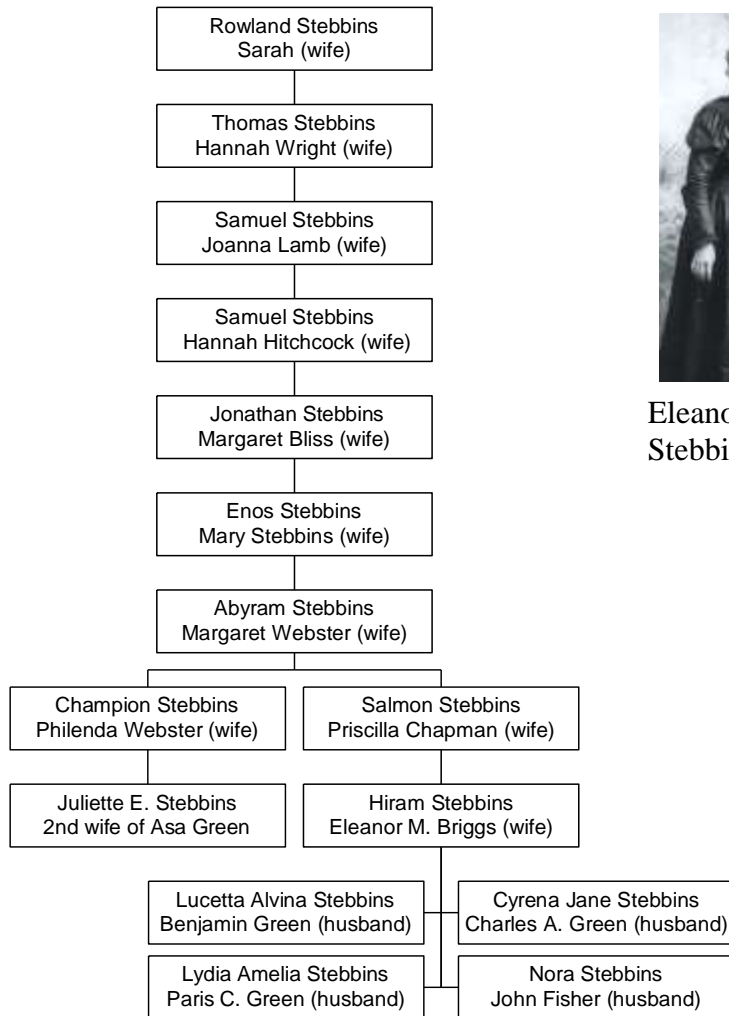 Rowland Stebbins
Sarah (wife)
Thomas Stebbins
Hannah Wright (wife)
Samuel Stebbins
Joanna Lamb (wife)
Samuel Stebbins
Hannah Hitchcock (wife)
Jonathan Stebbins
Margaret Bliss (wife)
Enos Stebbins
Mary Stebbins (wife)
Abyram Stebbins
Margaret Webster (wife)
Champion Stebbins
Philenda Webster (wife)
Salmon Stebbins
Priscilla Chapman (wife)
Juliette E. Stebbins
2nd wife of Asa Green
Hiram Stebbins
Eleanor M. Briggs (wife)
Lucetta Alvina Stebbins
Benjamin Green (husband)
Cyrena Jane Stebbins
Charles A. Green (husband)
Lydia Amelia Stebbins
Paris C. Green (husband)
Nora Stebbins
John Fisher (husband)